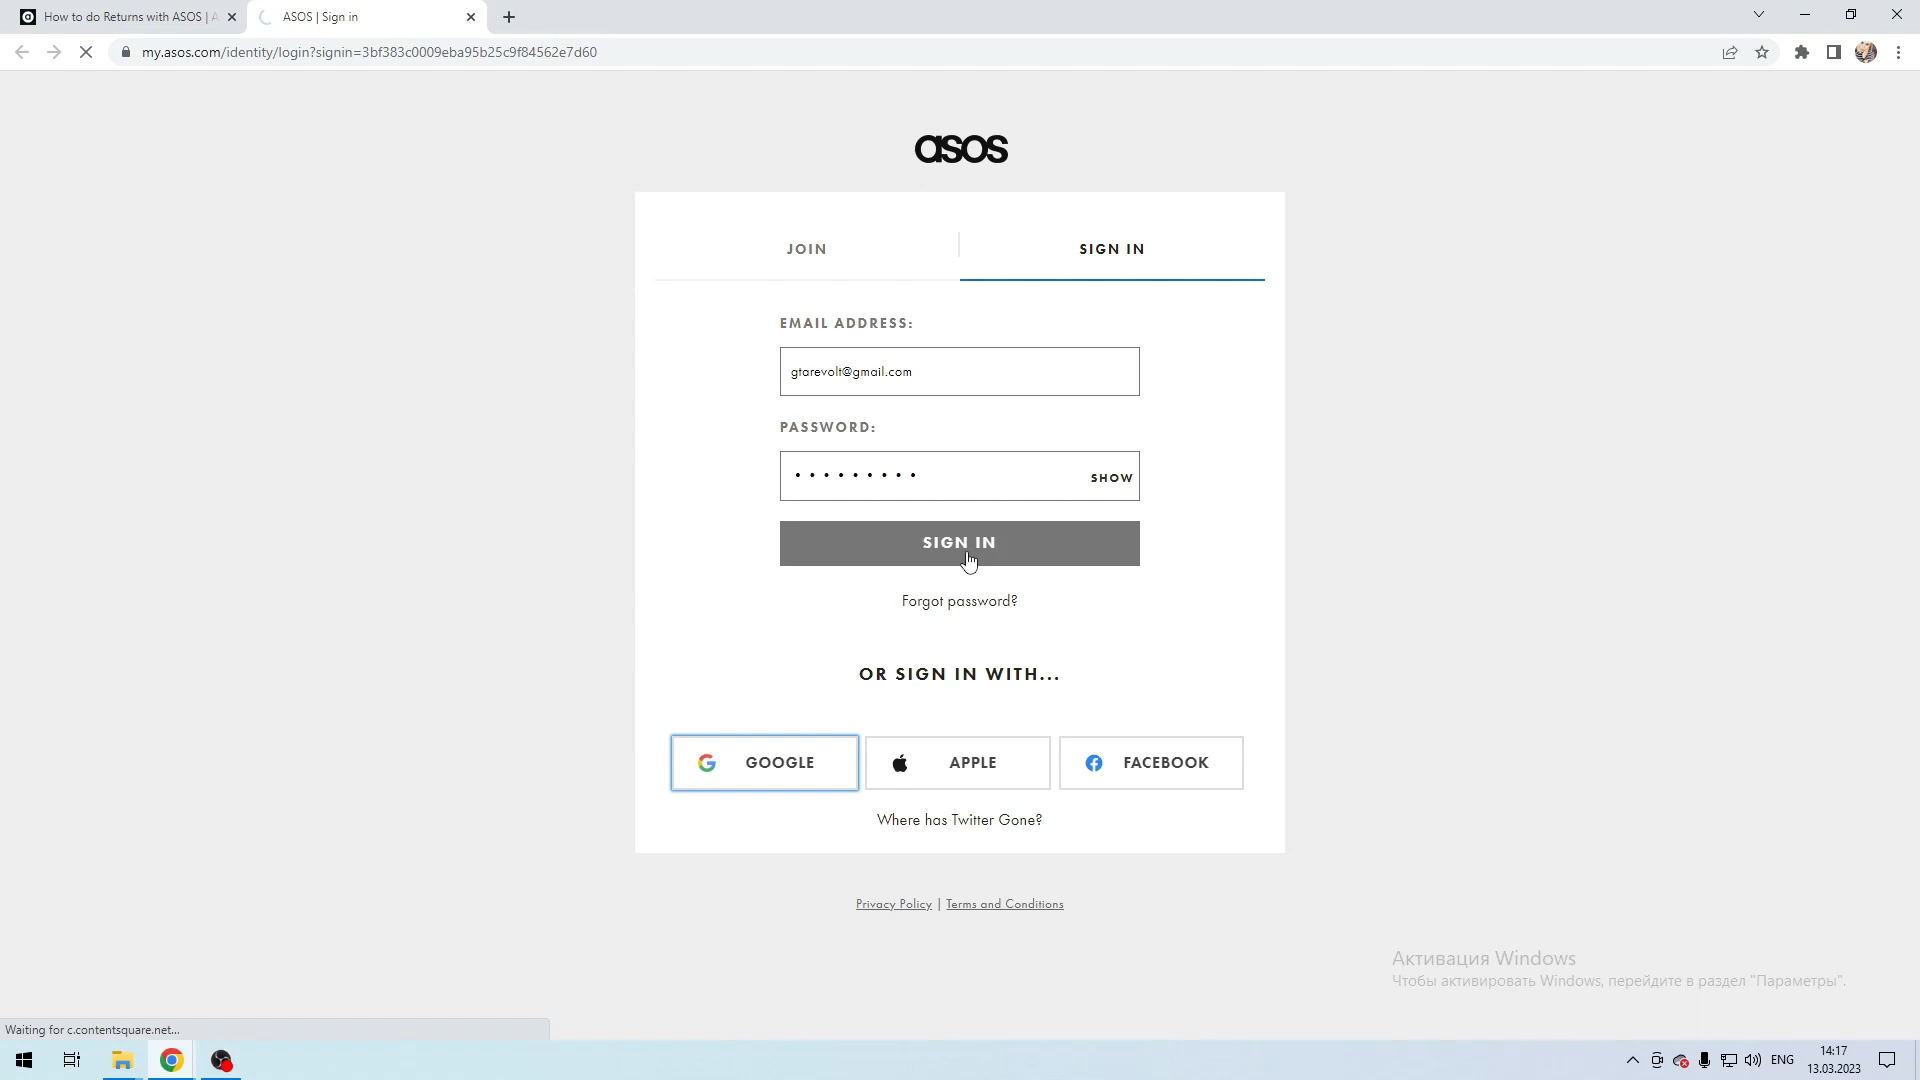 How to do Returns with ASOS | A
ASOS | Sign in
my.asos.com/identity/login?signin=3bf383c0009eba95b25c9f84562e7d60
asos
JOIN
SIGN IN
EMAIL ADDRESS:
gtarevolt@gmail.com
PASSWORD:
SHOW
SIGN IN
Forgot password?
OR SIGN IN WITH...
GOOGLE
APPLE
FACEBOOK
Where has Twitter Gone?
Privacy Policy | Terms and Conditions
Активация Windows
Чтобы активировать Windows, перейдите в раздел "Параметры".
Waiting for c.contentsquare.net...
ENG
14:17
13.03.2023